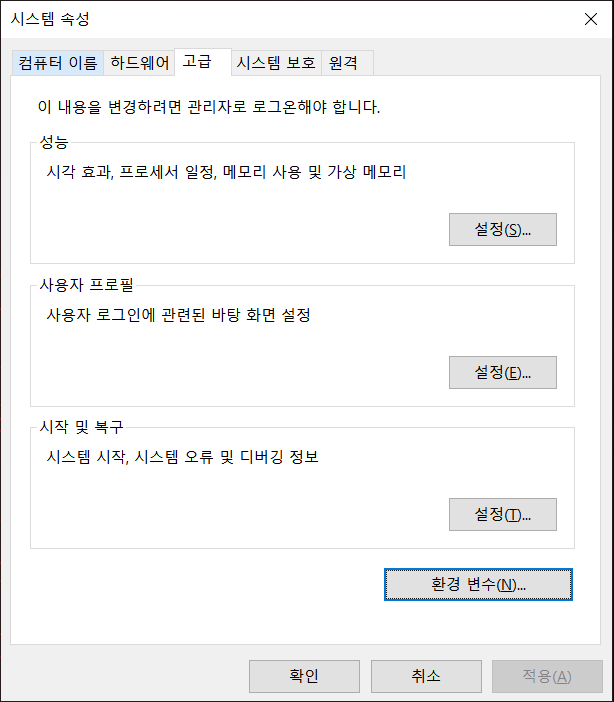 시스템 속성
컴퓨터 이름 하드웨어 고급 시스템 보호 원격
이 내용을 변경하려면 관리자로 로그온해야 합니다.
성능
시각 효과, 프로세서 일정, 메모리 사용 및 가상 메모리
설정(S)...
사용자 프로필
사용자 로그인에 관련된 바탕 화면 설정
설정(E)...
시작 및 복구
시스템 시작, 시스템 오류 및 디버깅 정보
설정(T)...
환경 변수(N)...
확인 취소 적용(A)